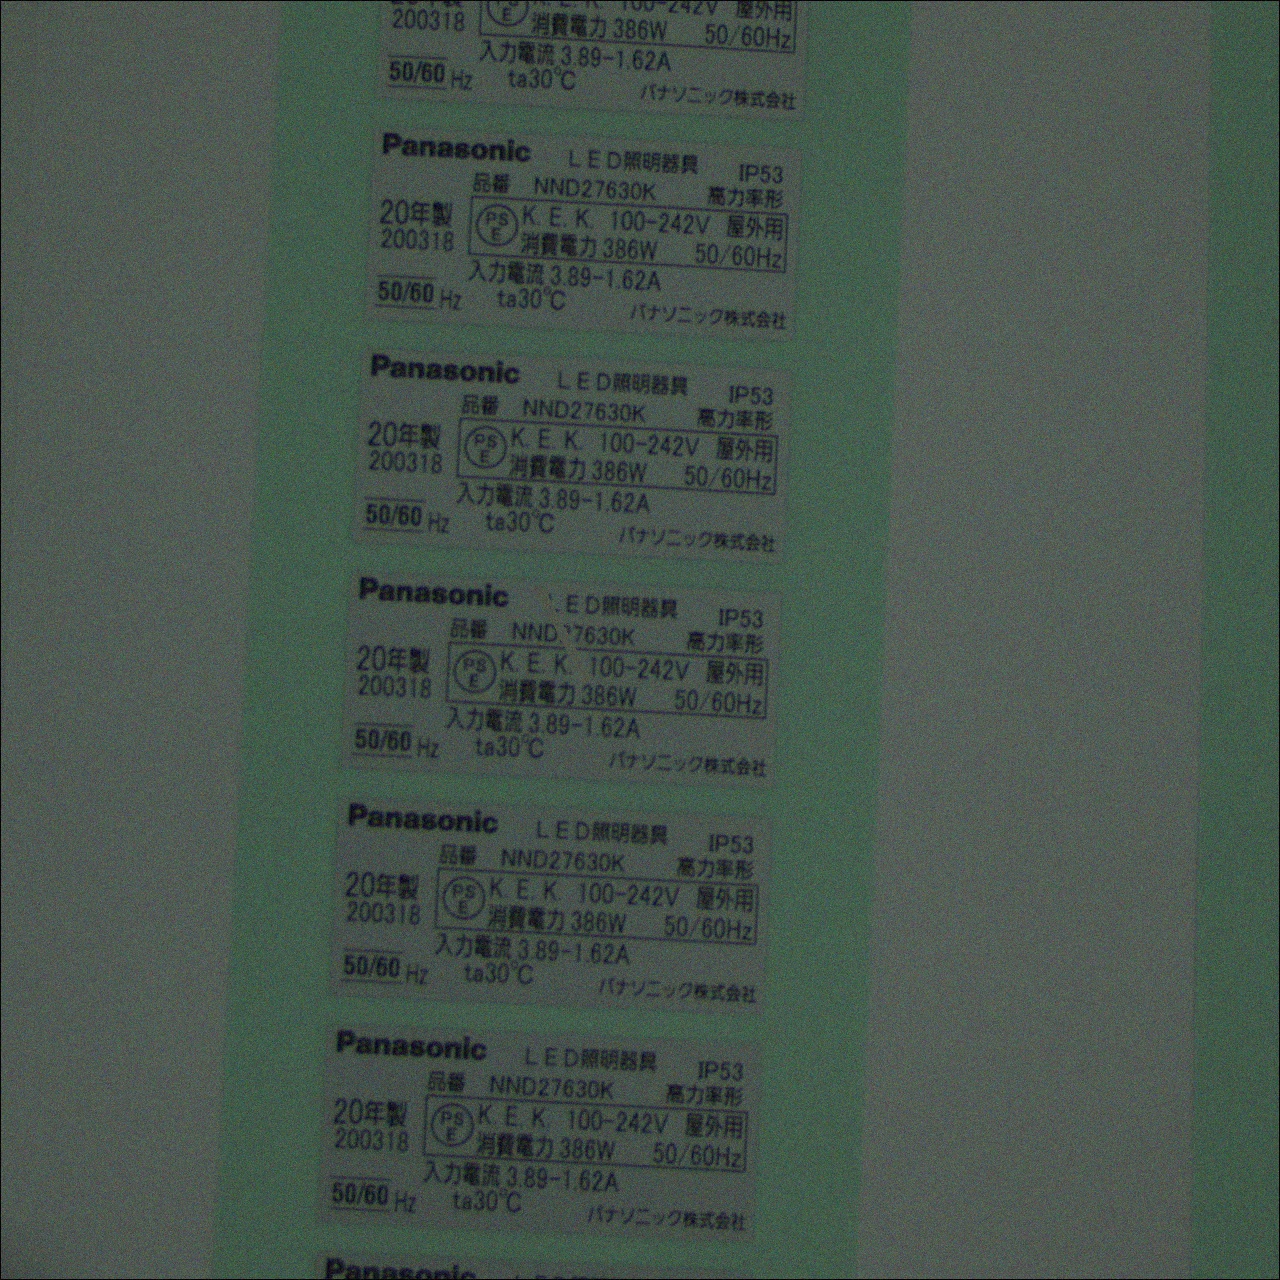 200318
K. E. K. 100-242V 屋外用
消費電力 386W 50/60Hz
入力電流 3.89-1.62A
50/60 Hz ta30℃
パナソニック株式会社
Panasonic LED照明器具 IP53
品番 NND27630K 高力率形
20年製 PS E K. E. K. 100-242V 屋外用
200318 消費電力 386W 50/60Hz
入力電流 3.89-1.62A
50/60 Hz ta30℃
パナソニック株式会社
Panasonic LED照明器具 IP53
品番 NND27630K 高力率形
20年製 PS E K. E. K. 100-242V 屋外用
200318 消費電力 386W 50/60Hz
入力電流 3.89-1.62A
50/60 Hz ta30℃
パナソニック株式会社
Panasonic ED照明器具 IP53
品番 NND 7630K 高力率形
20年製 PS E K. E. K. 100-242V 屋外用
200318 消費電力 386W 50/60Hz
入力電流 3.89-1.62A
50/60 Hz ta30℃
パナソニック株式会社
Panasonic LED照明器具 IP53
品番 NND27630K 高力率形
20年製 PS E K. E. K. 100-242V 屋外用
200318 消費電力 386W 50/60Hz
入力電流 3.89-1.62A
50/60 Hz ta30℃
パナソニック株式会社
Panasonic LED照明器具 IP53
品番 NND27630K 高力率形
20年製 PS E K. E. K. 100-242V 屋外用
200318 消費電力 386W 50/60Hz
入力電流 3.89-1.62A
50/60 Hz ta30℃
パナソニック株式会社
Panasonic